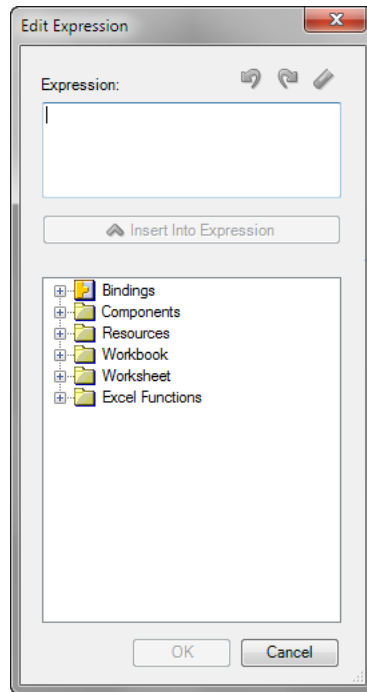 Edit Expression
Expression:
Insert Into Expression
Bindings
Components
Resources
Workbook
Worksheet
Excel Functions
OK
Cancel